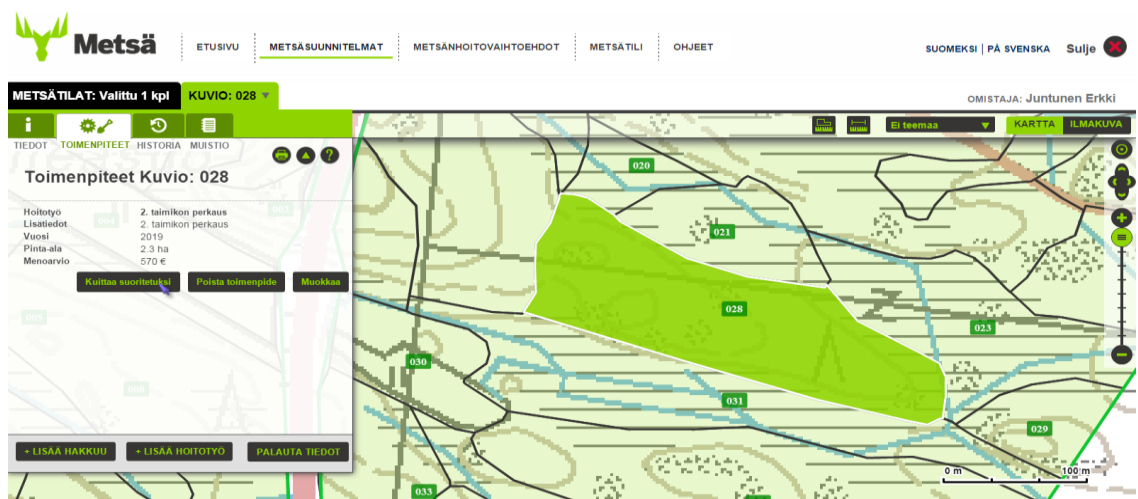 Metsä
ETUSIVU METSÄSUUNNITELMAT METSÄNHOITOVAIHTOEHDOT METSÄTILI OHJEET
SUOMEKSI | PÅ SVENSKA Sulje
METSÄTILAT: Valittu 1 kpl KUVIO: 028
OMISTAJA: Juntunen Erkki
Ei teemaa KARTTA ILMAKUVA
TIEDOT TOIMENPITEET HISTORIA MUISTIO
Toimenpiteet Kuvio: 028
Hoitotyö 2. taimikon perkaus
Lisatiedot 2. taimikon perkaus
Vuosi 2019
Pinta-ala 2.3 ha
Menoarvio 570 €
Kuittaa suoritetuksi Poista toimenpide Muokkaa
+ LISÄÄ HAKKUU + LISÄÄ HOITOTYÖ PALAUTA TIEDOT
020
021
028
023
030
031
029
033
0 m 100 m